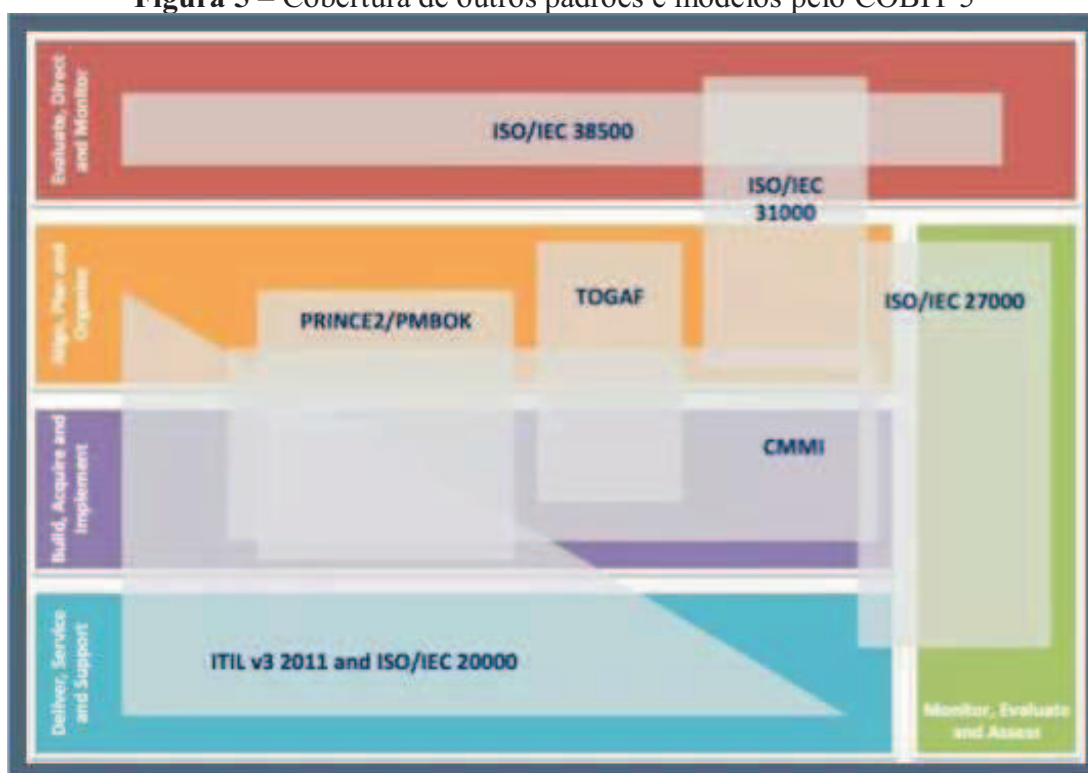 Figura 5 – Cobertura de outros padrões e modelos pelo COBIT 5
Evaluate, Direct
and Monitor
ISO/IEC 38500
ISO/IEC
31000
Align, Plan and
Organise
PRINCE2/PMBOK
TOGAF
ISO/IEC 27000
Build, Acquire and
Implement
CMMI
Deliver, Service
and Support
ITIL v3 2011 and ISO/IEC 20000
Monitor, Evaluate
and Assess